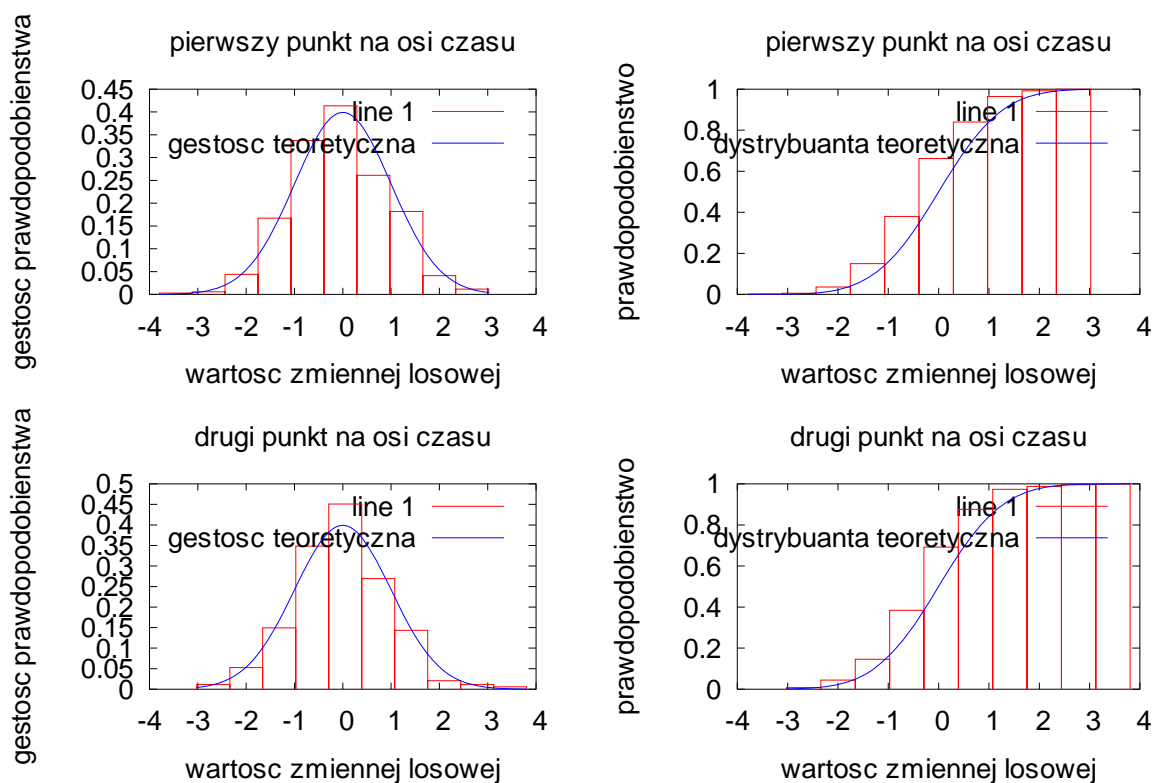 pierwszy punkt na osi czasu
gestosc prawdopodobienstwa
0.45
0.4
0.35
0.3
0.25
0.2
0.15
0.1
0.05
0
line 1
gestosc teoretyczna
-4 -3 -2 -1 0 1 2 3 4
wartosc zmiennej losowej
pierwszy punkt na osi czasu
prawdopodobienstwo
1
0.8
0.6
0.4
0.2
0
line 1
dystrybuanta teoretyczna
-4 -3 -2 -1 0 1 2 3 4
wartosc zmiennej losowej
drugi punkt na osi czasu
gestosc prawdopodobienstwa
0.5
0.45
0.4
0.35
0.3
0.25
0.2
0.15
0.1
0.05
0
line 1
gestosc teoretyczna
-4 -3 -2 -1 0 1 2 3 4
wartosc zmiennej losowej
drugi punkt na osi czasu
prawdopodobienstwo
1
0.8
0.6
0.4
0.2
0
line 1
dystrybuanta teoretyczna
-4 -3 -2 -1 0 1 2 3 4
wartosc zmiennej losowej